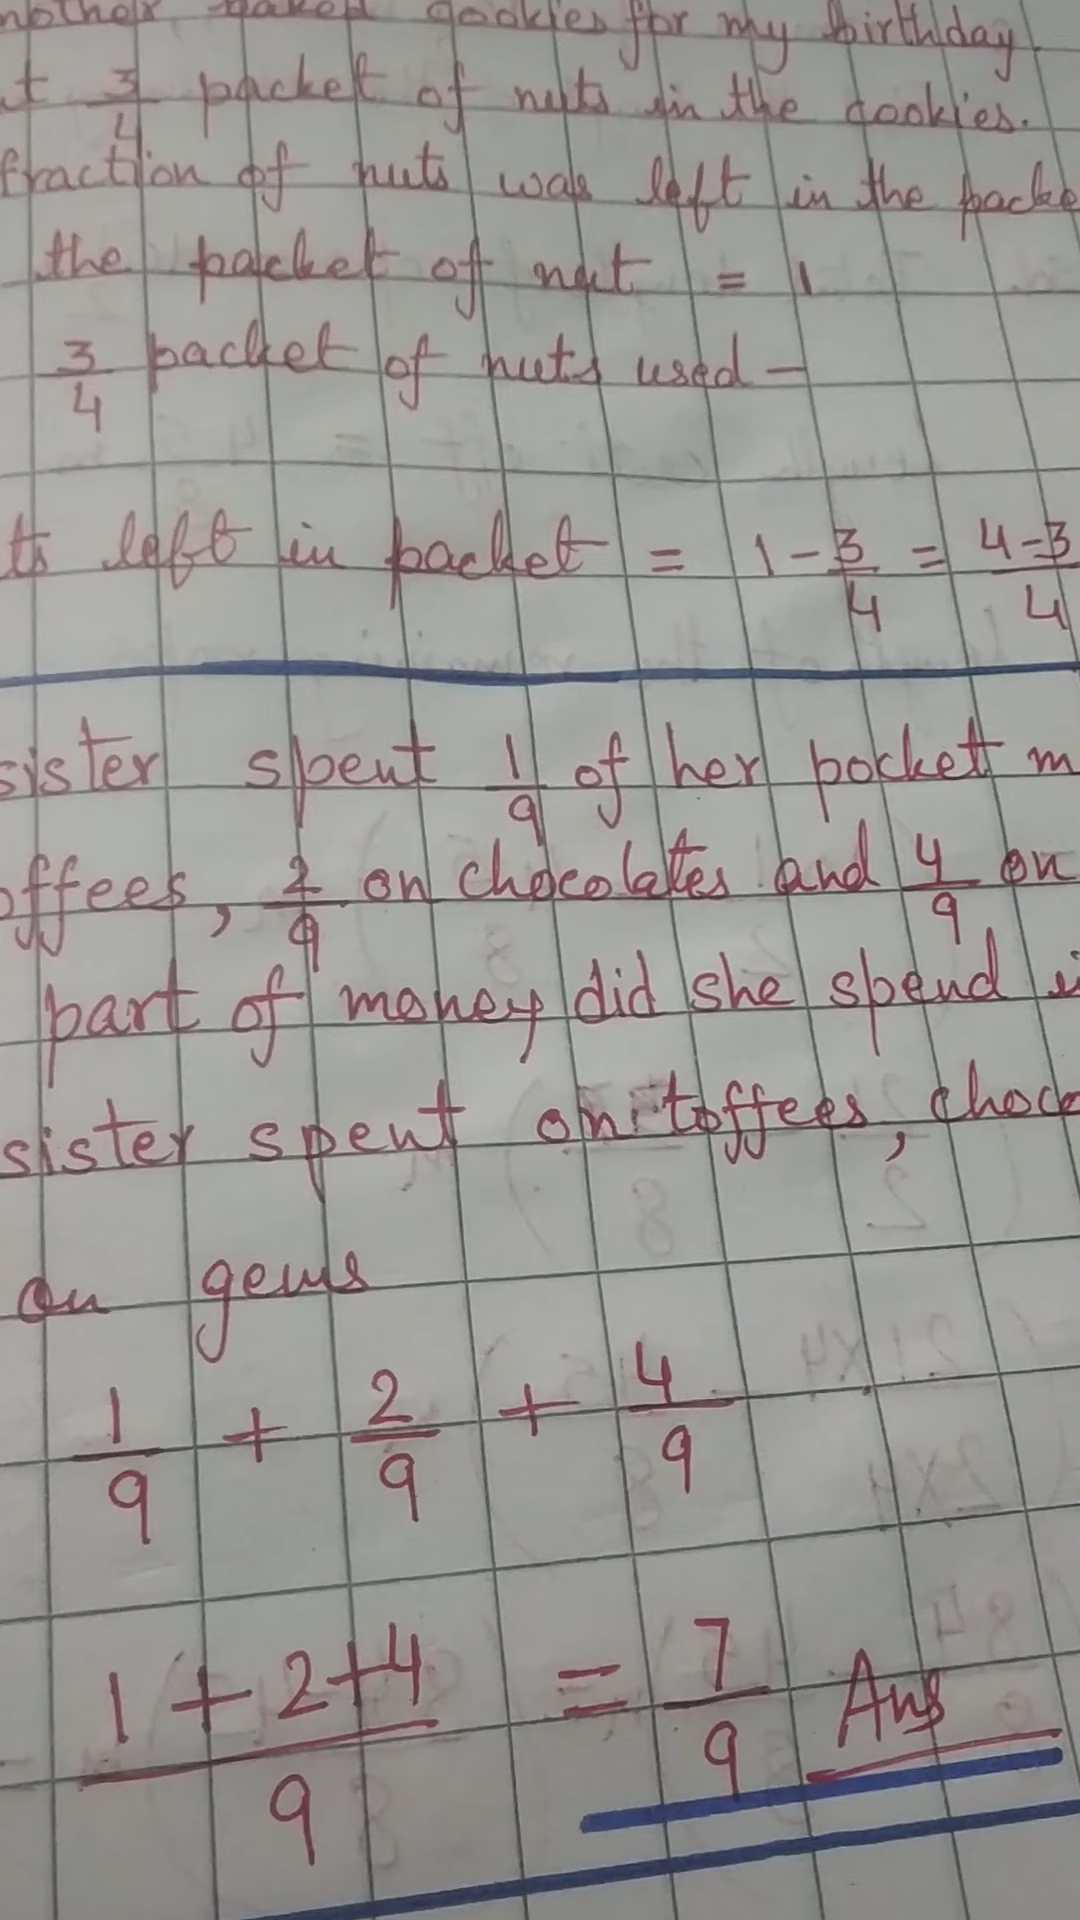 mother baked cookies for my birthday.
t 3/4 packet of nuts in the cookies.
fraction of nuts was left in the packe
the packet of nut = 1
3/4 packet of nuts used -
ts left in packet = 1 - 3/4 = 4-3/4
sister spent 1/9 of her pocket m
offees, 2/9 on chocolates and 4/9 on
part of money did she spend i
sister spent on toffees, choco
on gems
1/9 + 2/9 + 4/9
1 + 2+4/9 = 7/9 Ans